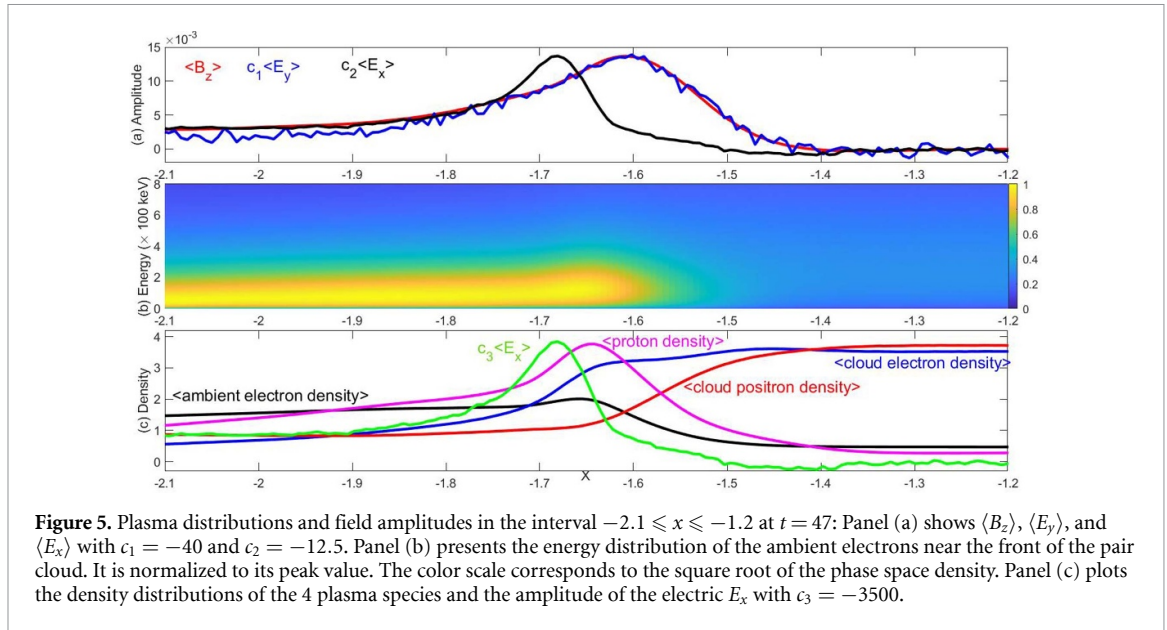 ×10⁻³
15
10
5
0
(a) Amplitude
<B_z> c₁<E_y> c₂<E_x>
-2.1 -2 -1.9 -1.8 -1.7 -1.6 -1.5 -1.4 -1.3 -1.2
8
6
4
2
0
(b) Energy (× 100 keV)
1
0.8
0.6
0.4
0.2
0
-2.1 -2 -1.9 -1.8 -1.7 -1.6 -1.5 -1.4 -1.3 -1.2
4
3
2
1
0
(c) Density
c₃<E_x> <proton density>
<cloud electron density>
<ambient electron density> <cloud positron density>
-2.1 -2 -1.9 -1.8 -1.7 -1.6 -1.5 -1.4 -1.3 -1.2
X
Figure 5. Plasma distributions and field amplitudes in the interval −2.1 ⩽ x ⩽ −1.2 at t = 47: Panel (a) shows ⟨B_z⟩, ⟨E_y⟩, and
⟨E_x⟩ with c₁ = −40 and c₂ = −12.5. Panel (b) presents the energy distribution of the ambient electrons near the front of the pair
cloud. It is normalized to its peak value. The color scale corresponds to the square root of the phase space density. Panel (c) plots
the density distributions of the 4 plasma species and the amplitude of the electric E_x with c₃ = −3500.